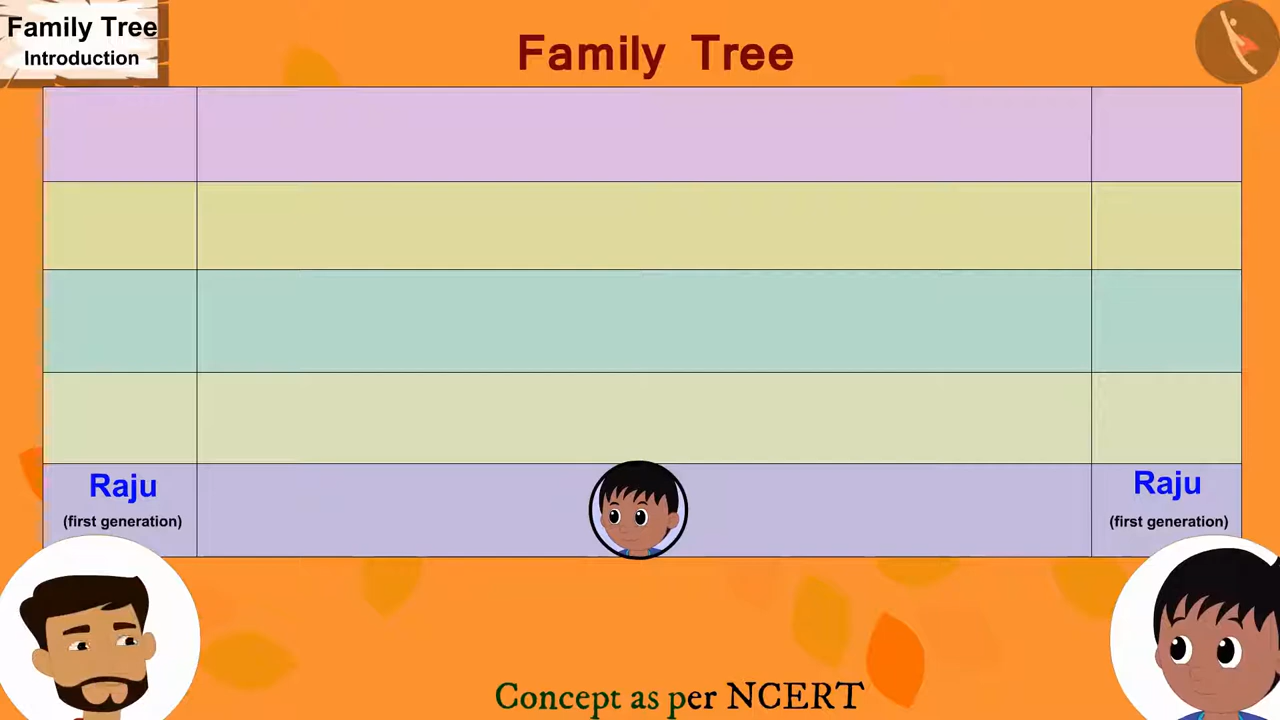 Family Tree
Introduction
Family Tree
Raju
(first generation)
Raju
(first generation)
Concept as per NCERT